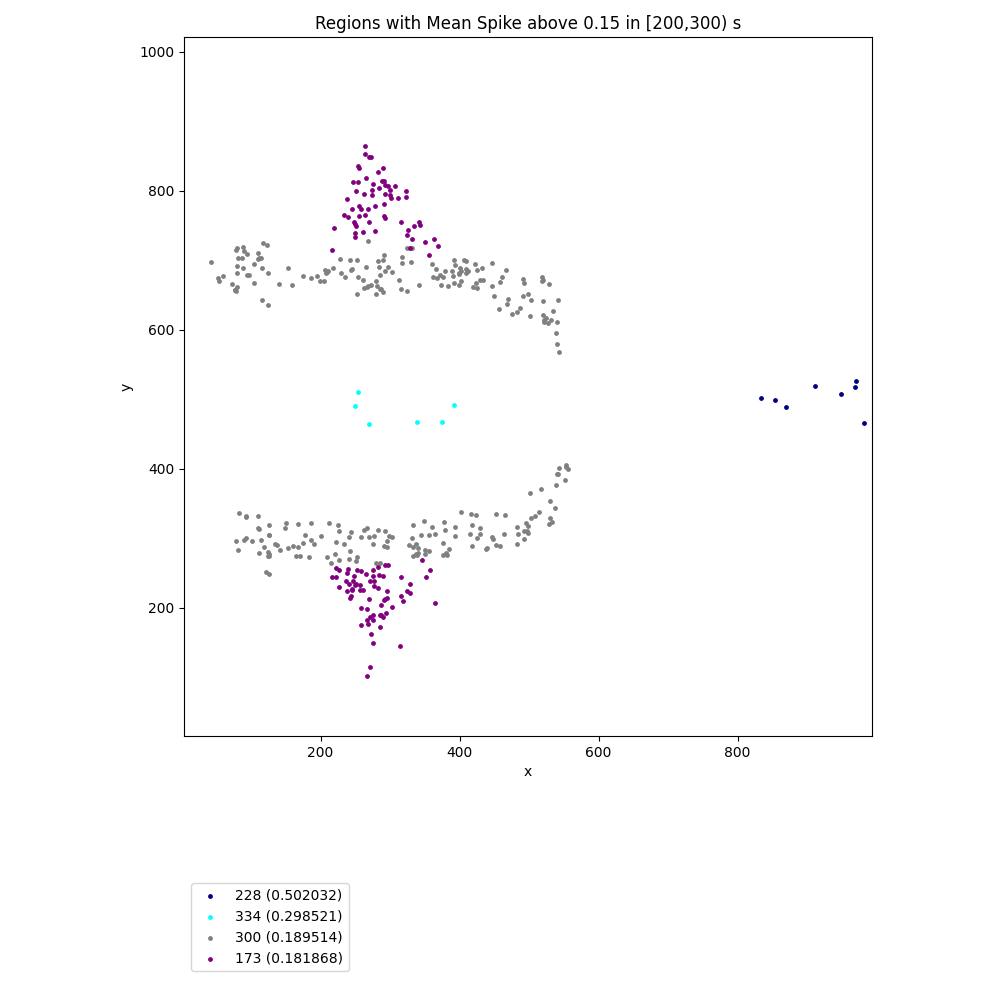 Regions with Mean Spike above 0.15 in [200,300) s
1000
800
600
400
200
y
200 400 600 800
x
228 (0.502032)
334 (0.298521)
300 (0.189514)
173 (0.181868)